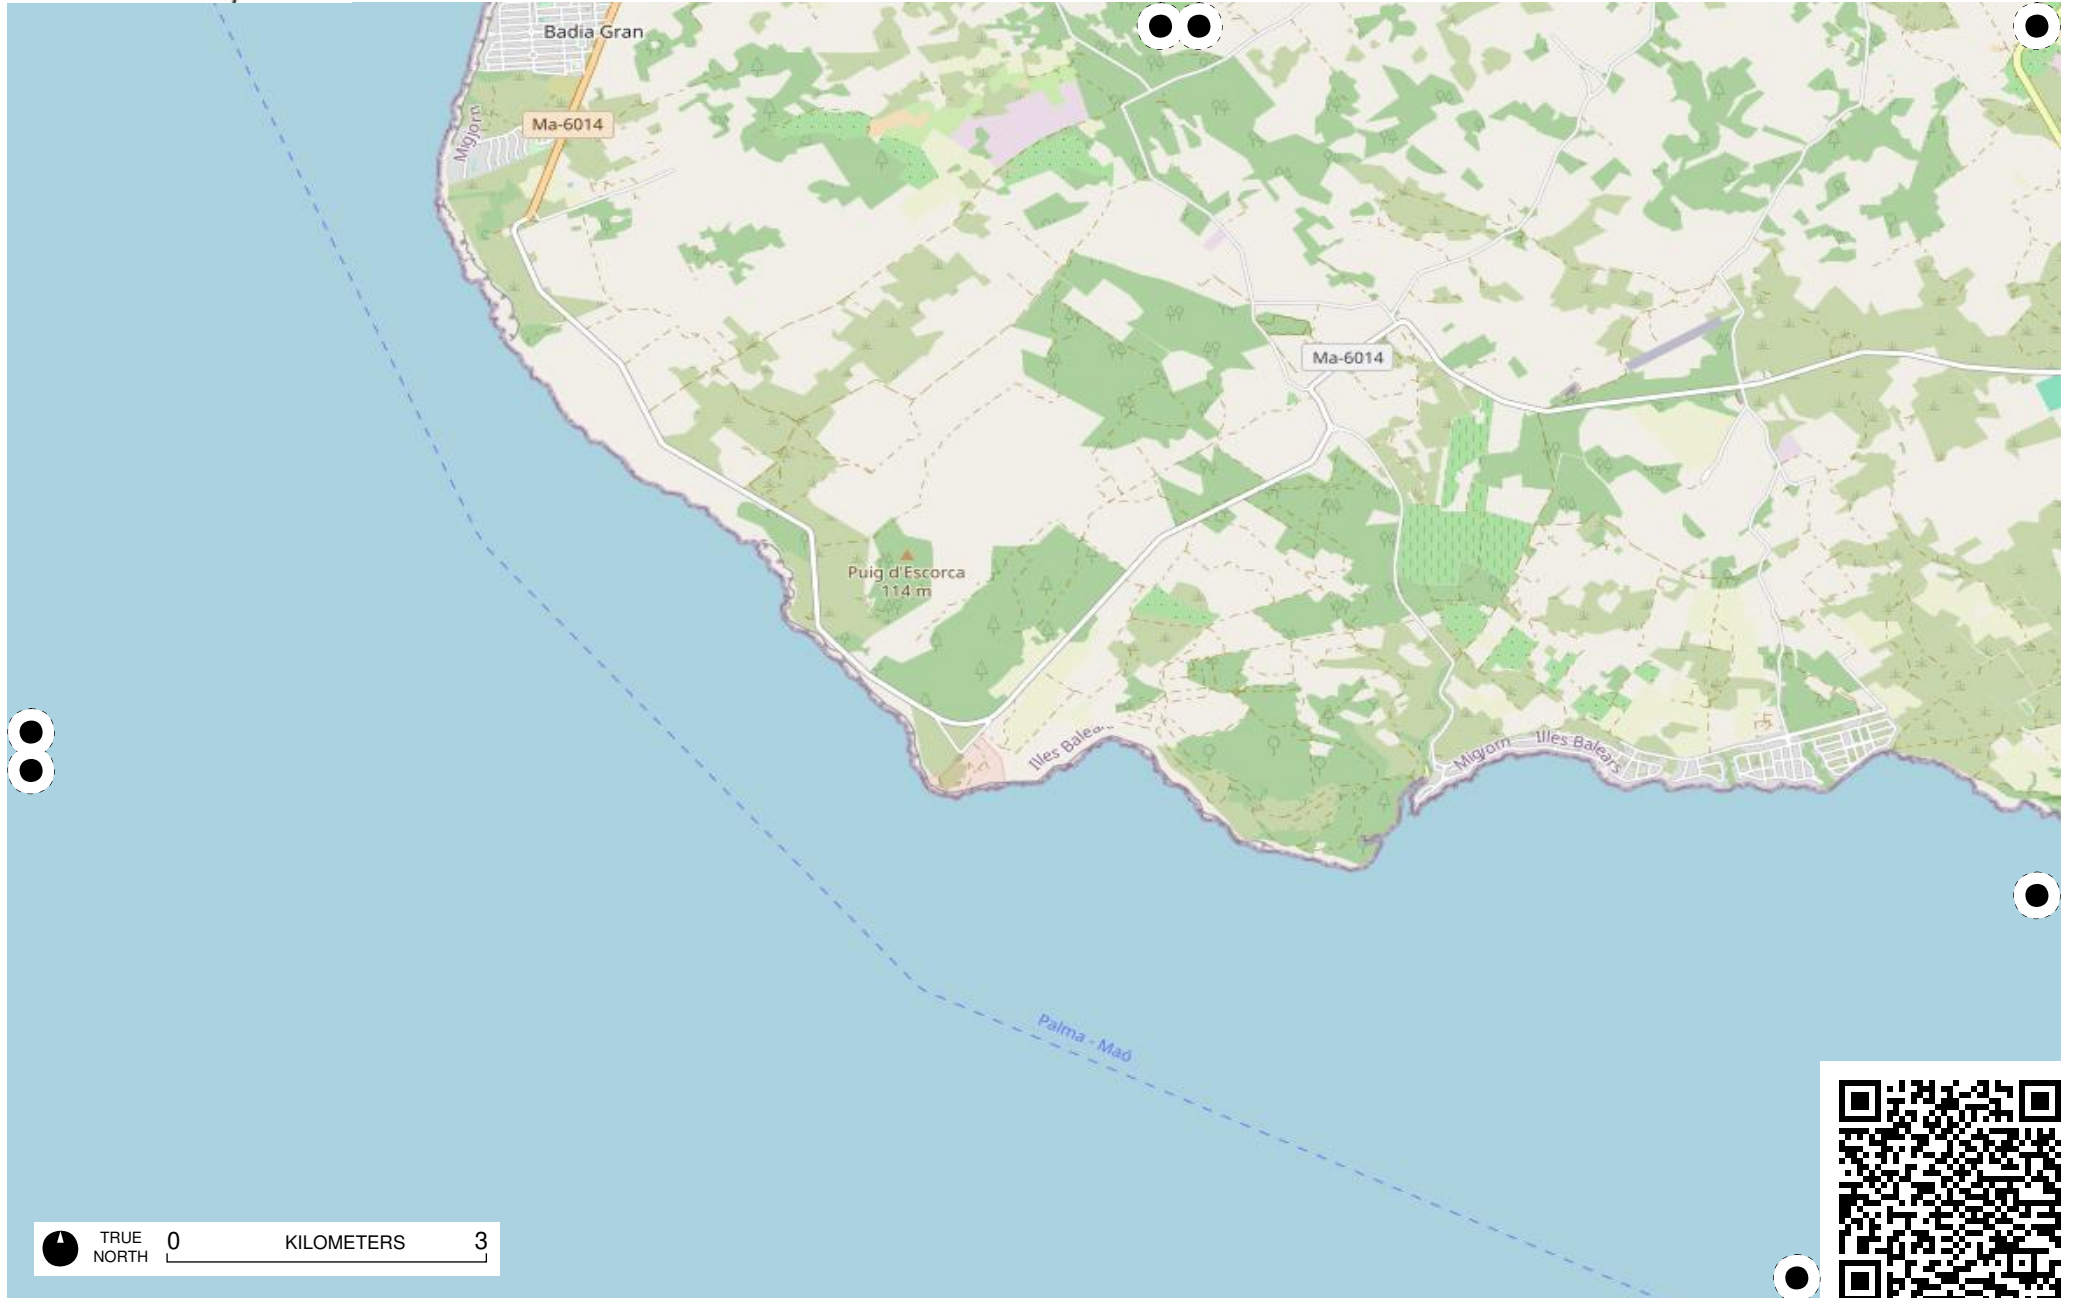 Badia Gran
Migjorn
Ma-6014
Ma-6014
Puig d'Escorca
114 m
Illes Balears
Migjorn
Illes Balears
Palma - Maó
TRUE
NORTH
0
KILOMETERS
3